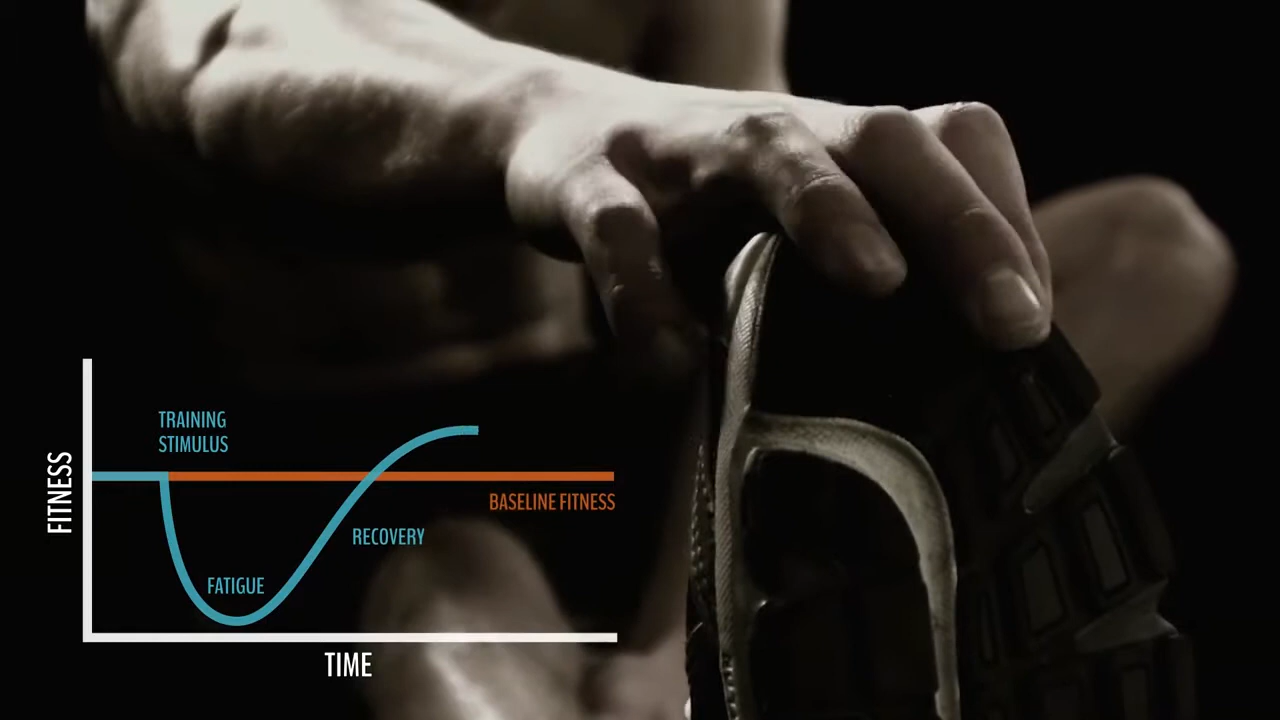 TRAINING
STIMULUS
FITNESS
BASELINE FITNESS
RECOVERY
FATIGUE
TIME